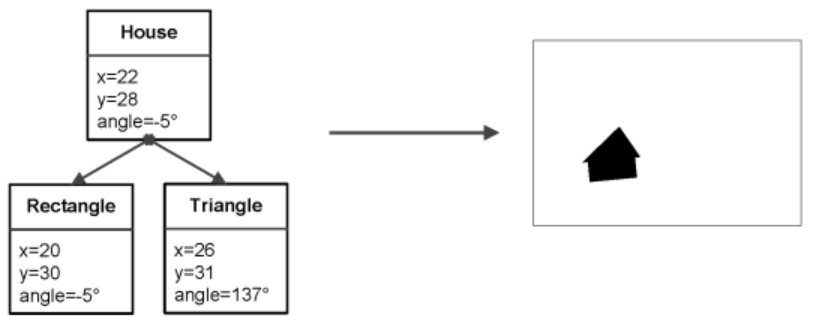 House
x=22
y=28
angle=-5°
Rectangle
x=20
y=30
angle=-5°
Triangle
x=26
y=31
angle=137°